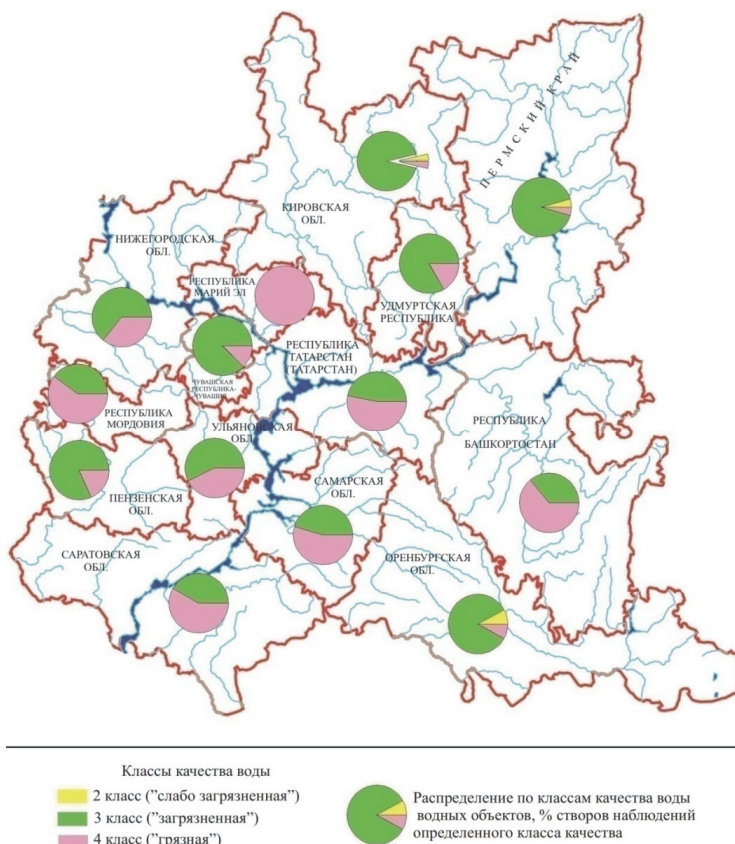 ПЕРМСКИЙ КРАЙ
КИРОВСКАЯ
ОБЛ.
НИЖЕГОРОДСКАЯ
ОБЛ.
РЕСПУБЛИКА
МАРИЙ ЭЛ
УДМУРТСКАЯ
РЕСПУБЛИКА
РЕСПУБЛИКА
ТАТАРСТАН
(ТАТАРСТАН)
ЧУВАШСКАЯ
РЕСПУБЛИКА-
ЧУВАШИЯ
РЕСПУБЛИКА
МОРДОВИЯ
УЛЬЯНОВСКАЯ
ОБЛ.
РЕСПУБЛИКА
БАШКОРТОСТАН
ПЕНЗЕНСКАЯ
ОБЛ.
САМАРСКАЯ
ОБЛ.
САРАТОВСКАЯ
ОБЛ.
ОРЕНБУРГСКАЯ
ОБЛ.
Классы качества воды
2 класс ("слабо загрязненная")
3 класс ("загрязненная")
4 класс ("грязная")
Распределение по классам качества воды
водных объектов, % створов наблюдений
определенного класса качества